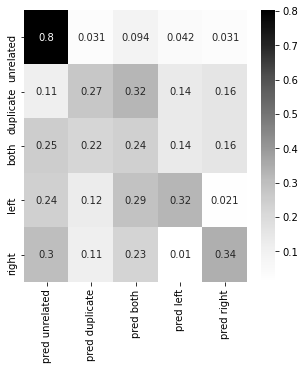 unrelated 0.8 0.031 0.094 0.042 0.031
duplicate 0.11 0.27 0.32 0.14 0.16
both 0.25 0.22 0.24 0.14 0.16
left 0.24 0.12 0.29 0.32 0.021
right 0.3 0.11 0.23 0.01 0.34
pred unrelated
pred duplicate
pred both
pred left
pred right
0.8
0.7
0.6
0.5
0.4
0.3
0.2
0.1